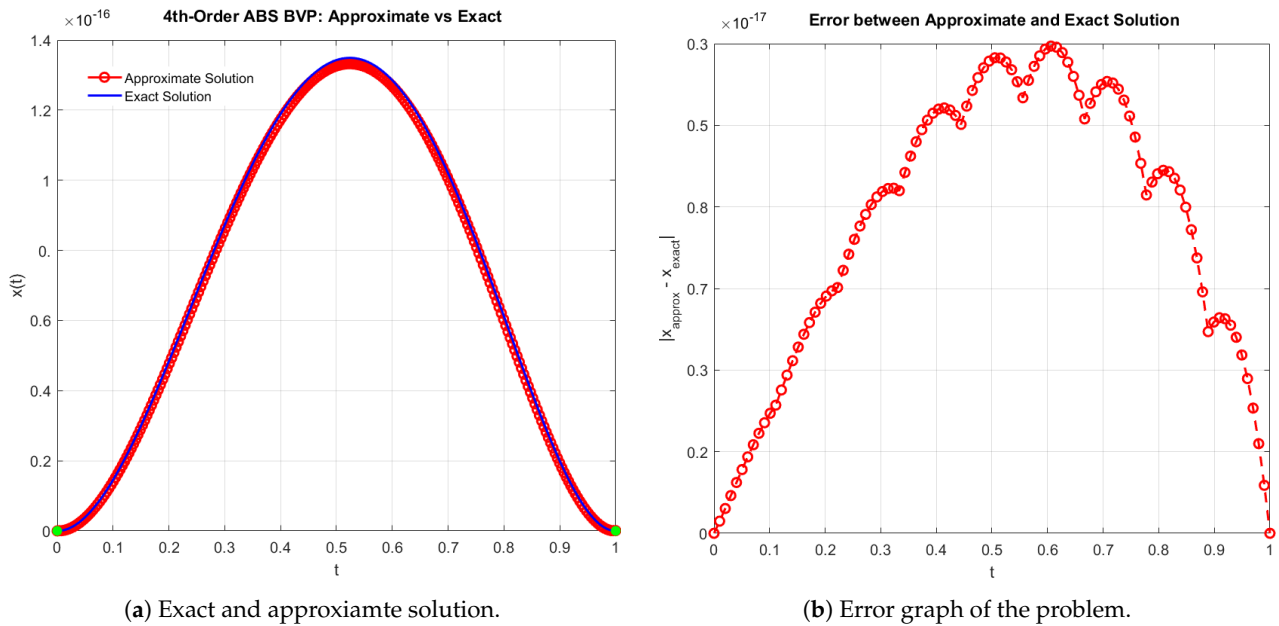 4th-Order ABS BVP: Approximate vs Exact
×10^-16
1.4
1.2
1
0.
0.6
0.4
0.2
0
x(t)
Approximate Solution
Exact Solution
0 0.1 0.2 0.3 0.4 0.5 0.6 0.7 0.8 0.9 1
t
(a) Exact and approxiamte solution.
Error between Approximate and Exact Solution
×10^-17
0.3
0.5
0.8
0.7
0.3
0.2
0
|x_approx - x_exact|
0 0.1 0.2 0.3 0.4 0.5 0.6 0.7 0.8 0.9 1
t
(b) Error graph of the problem.